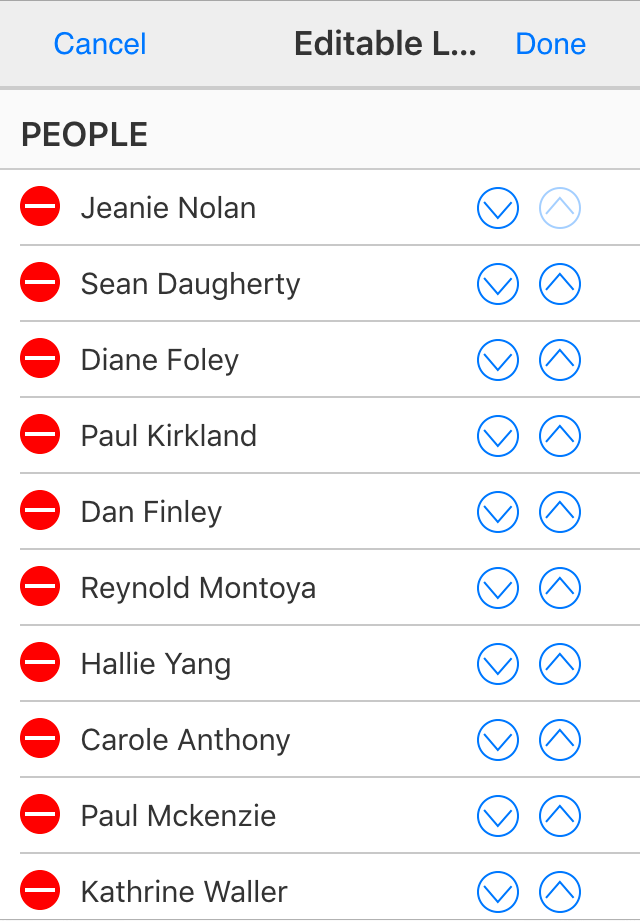 Cancel Editable L... Done
PEOPLE
Jeanie Nolan
Sean Daugherty
Diane Foley
Paul Kirkland
Dan Finley
Reynold Montoya
Hallie Yang
Carole Anthony
Paul Mckenzie
Kathrine Waller